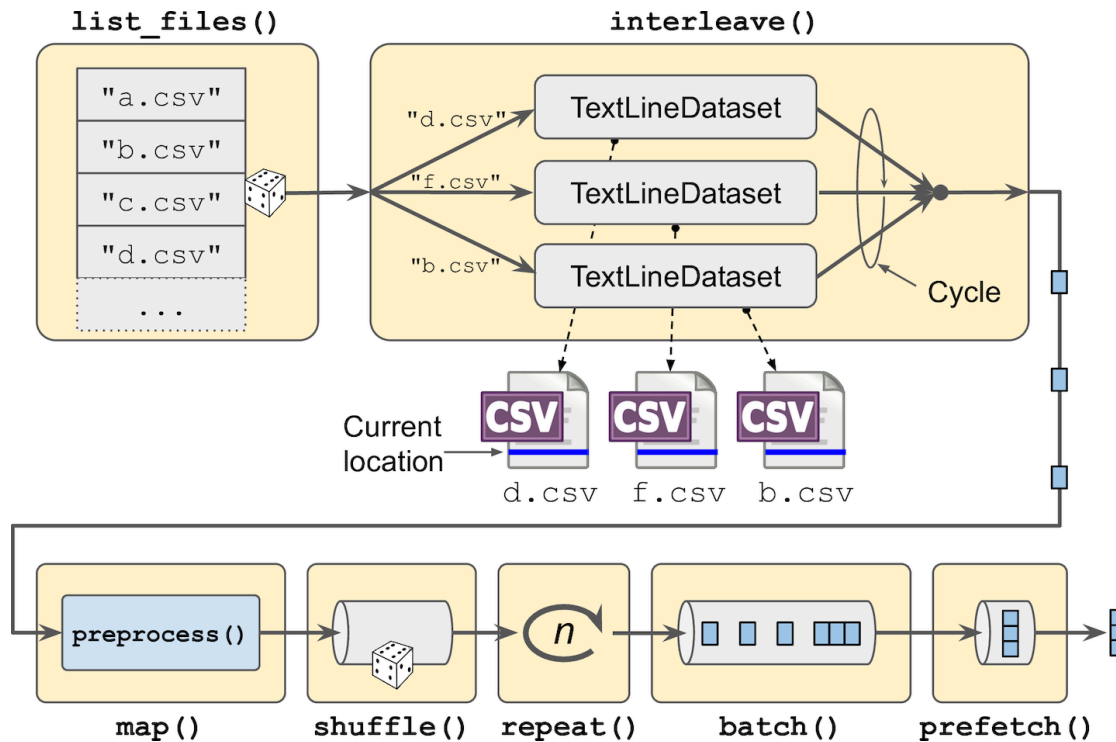 list_files()
interleave()
"a.csv"
"b.csv"
"c.csv"
"d.csv"
...
"d.csv"
"f.csv"
"b.csv"
TextLineDataset
TextLineDataset
TextLineDataset
Cycle
CSV
CSV
CSV
Current
location
d.csv
f.csv
b.csv
preprocess()
n
map()
shuffle()
repeat()
batch()
prefetch()